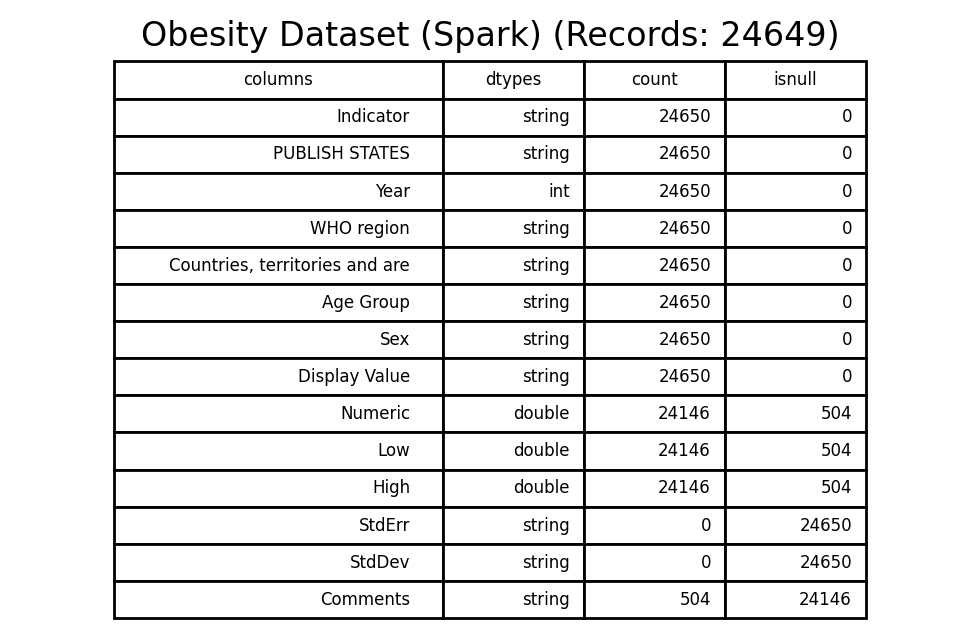 Obesity Dataset (Spark) (Records: 24649)
columns dtypes count isnull
Indicator string 24650 0
PUBLISH STATES string 24650 0
Year int 24650 0
WHO region string 24650 0
Countries, territories and are string 24650 0
Age Group string 24650 0
Sex string 24650 0
Display Value string 24650 0
Numeric double 24146 504
Low double 24146 504
High double 24146 504
StdErr string 0 24650
StdDev string 0 24650
Comments string 504 24146